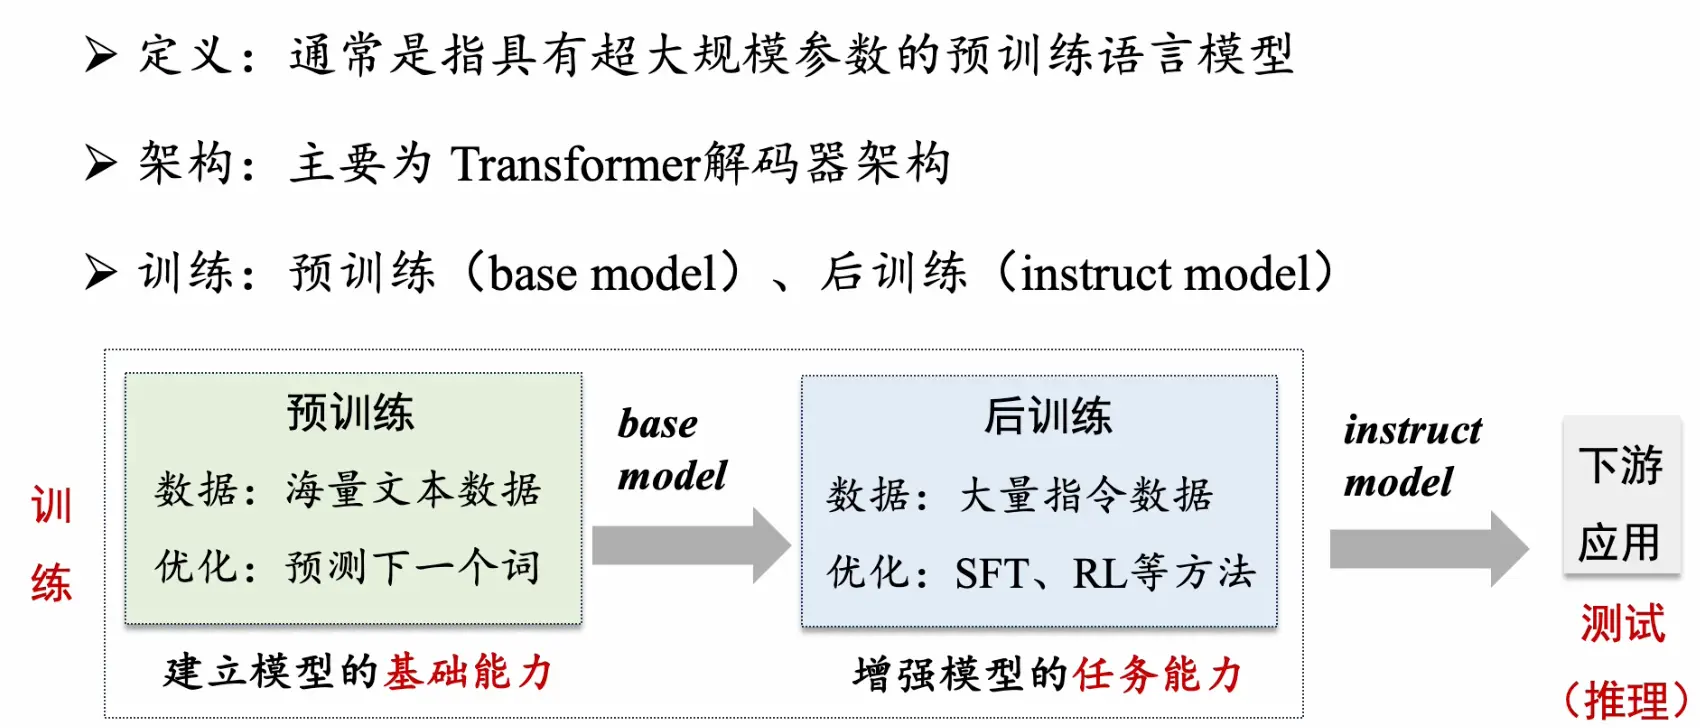 ➢ 定义：通常是指具有超大规模参数的预训练语言模型
➢ 架构：主要为 Transformer解码器架构
➢ 训练：预训练（base model）、后训练（instruct model）
训练
预训练
数据：海量文本数据
优化：预测下一个词
建立模型的基础能力
base
model
后训练
数据：大量指令数据
优化：SFT、RL等方法
增强模型的任务能力
instruct
model
下游
应用
测试
（推理）